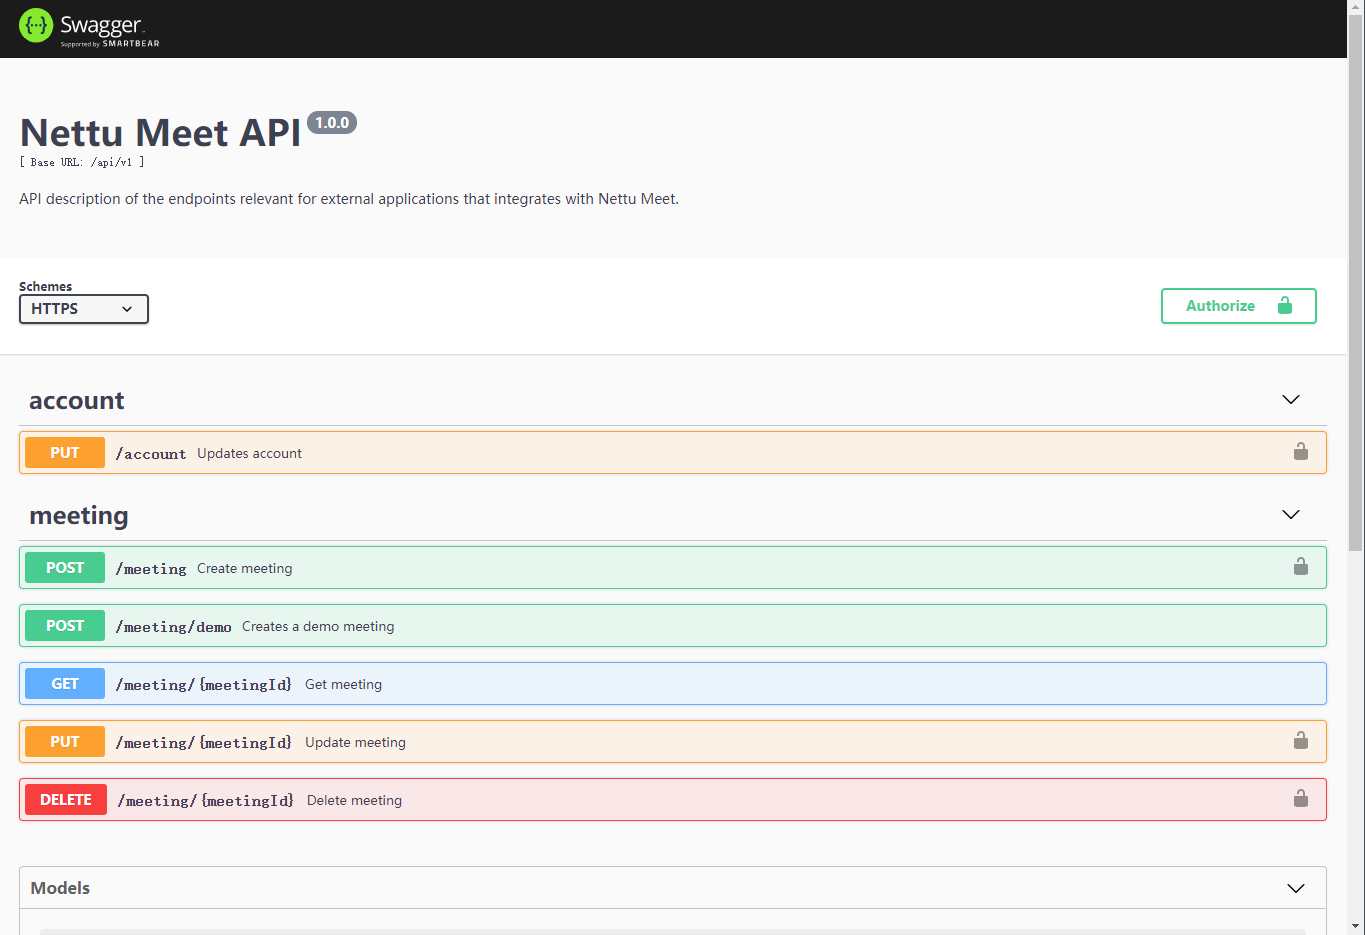 Swagger
Supported by SMARTBEAR
Nettu Meet API 1.0.0
[ Base URL: /api/v1 ]
API description of the endpoints relevant for external applications that integrates with Nettu Meet.
Schemes
HTTPS
Authorize
account
PUT /account Updates account
meeting
POST /meeting Create meeting
POST /meeting/demo Creates a demo meeting
GET /meeting/{meetingId} Get meeting
PUT /meeting/{meetingId} Update meeting
DELETE /meeting/{meetingId} Delete meeting
Models